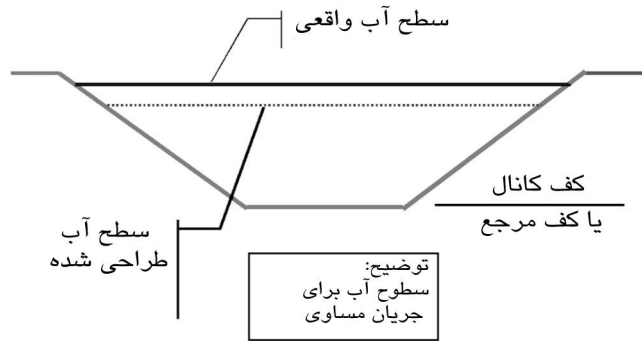 سطح آب واقعی
کف کانال
یا کف مرجع
سطح آب
طراحی شده
توضیح:
سطوح آب برای
جریان مساوی